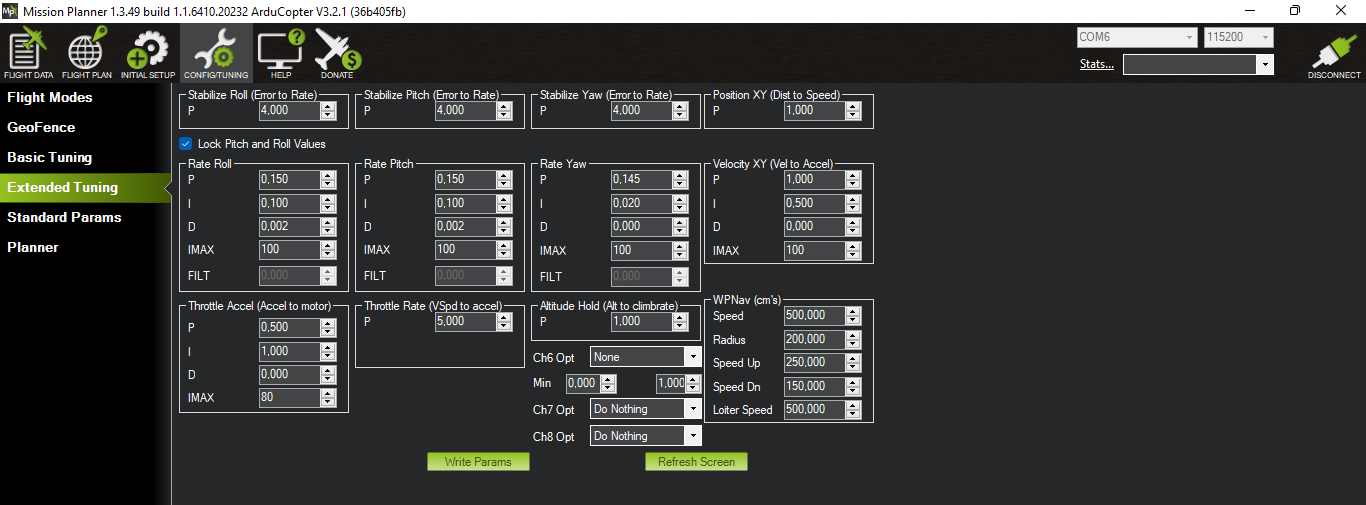 Mission Planner 1.3.49 build 1.1.6410.20232 ArduCopter V3.2.1 (36b405fb)
FLIGHT DATA FLIGHT PLAN INITIAL SETUP CONFIG/TUNING HELP DONATE
COM6 115200
Stats...
DISCONNECT
Flight Modes
GeoFence
Basic Tuning
Extended Tuning
Standard Params
Planner
Stabilize Roll (Error to Rate)
P 4,000
Stabilize Pitch (Error to Rate)
P 4,000
Stabilize Yaw (Error to Rate)
P 4,000
Position XY (Dist to Speed)
P 1,000
Lock Pitch and Roll Values
Rate Roll
P 0,150
I 0,100
D 0,002
IMAX 100
FILT 0,000
Rate Pitch
P 0,150
I 0,100
D 0,002
IMAX 100
FILT 0,000
Rate Yaw
P 0,145
I 0,020
D 0,000
IMAX 100
FILT 0,000
Velocity XY (Vel to Accel)
P 1,000
I 0,500
D 0,000
IMAX 100
Throttle Accel (Accel to motor)
P 0,500
I 1,000
D 0,000
IMAX 80
Throttle Rate (VSpd to accel)
P 5,000
Altitude Hold (Alt to climbrate)
P 1,000
Ch6 Opt None
Min 0,000 1,000
Ch7 Opt Do Nothing
Ch8 Opt Do Nothing
WPNav (cm's)
Speed 500,000
Radius 200,000
Speed Up 250,000
Speed Dn 150,000
Loiter Speed 500,000
Write Params Refresh Screen